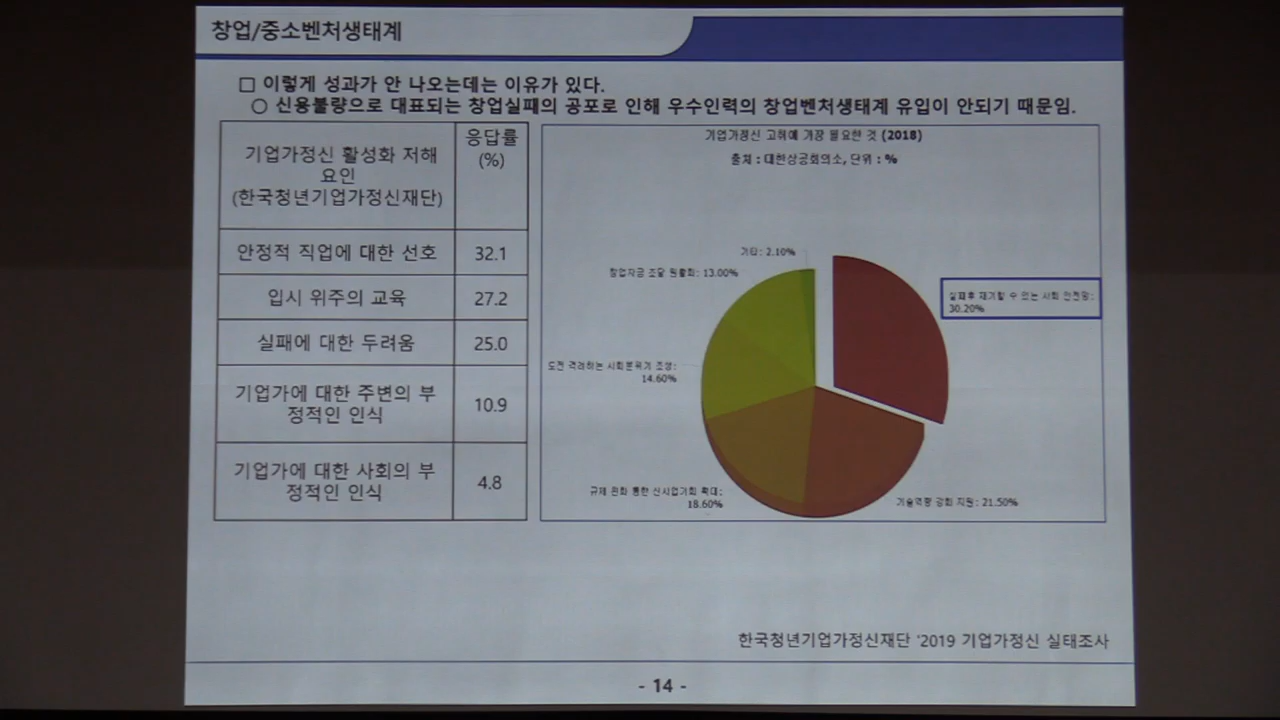 창업/중소벤처생태계
□ 이렇게 성과가 안 나오는데는 이유가 있다.
○ 신용불량으로 대표되는 창업실패의 공포로 인해 우수인력의 창업벤처생태계 유입이 안되기 때문임.
기업가정신 활성화 저해
요인
(한국청년기업가정신재단)
응답률
(%)
안정적 직업에 대한 선호
32.1
입시 위주의 교육
27.2
실패에 대한 두려움
25.0
기업가에 대한 주변의 부
정적인 인식
10.9
기업가에 대한 사회의 부
정적인 인식
4.8
기업가정신 고취에 가장 필요한 것 (2018)
출처 : 대한상공회의소, 단위 : %
기타: 2.10%
창업자금 조달 원활화: 13.00%
실패후 재기할 수 있는 사회 안전망:
30.20%
도전 격려하는 사회분위기 조성:
14.60%
규제 완화 통한 신사업기회 확대:
18.60%
기술역량 강화 지원: 21.50%
한국청년기업가정신재단 '2019 기업가정신 실태조사
- 14 -